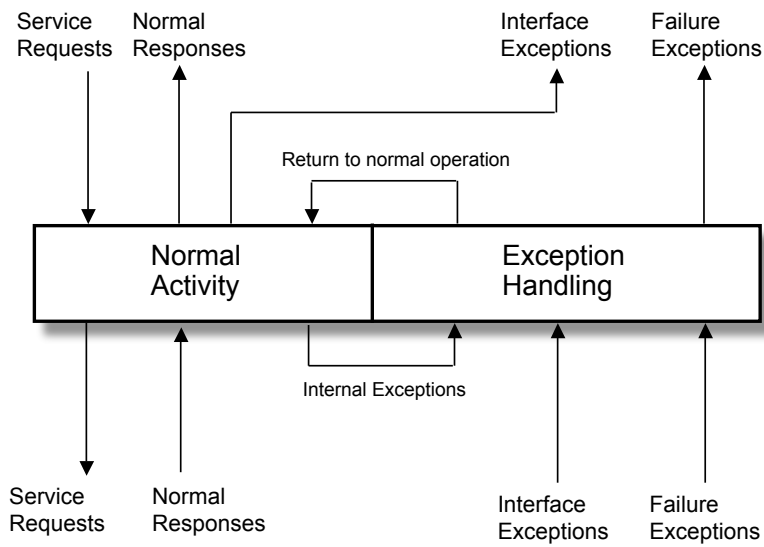 Service
Requests
Normal
Responses
Interface
Exceptions
Failure
Exceptions
Return to normal operation
Normal
Activity
Exception
Handling
Internal Exceptions
Service
Requests
Normal
Responses
Interface
Exceptions
Failure
Exceptions